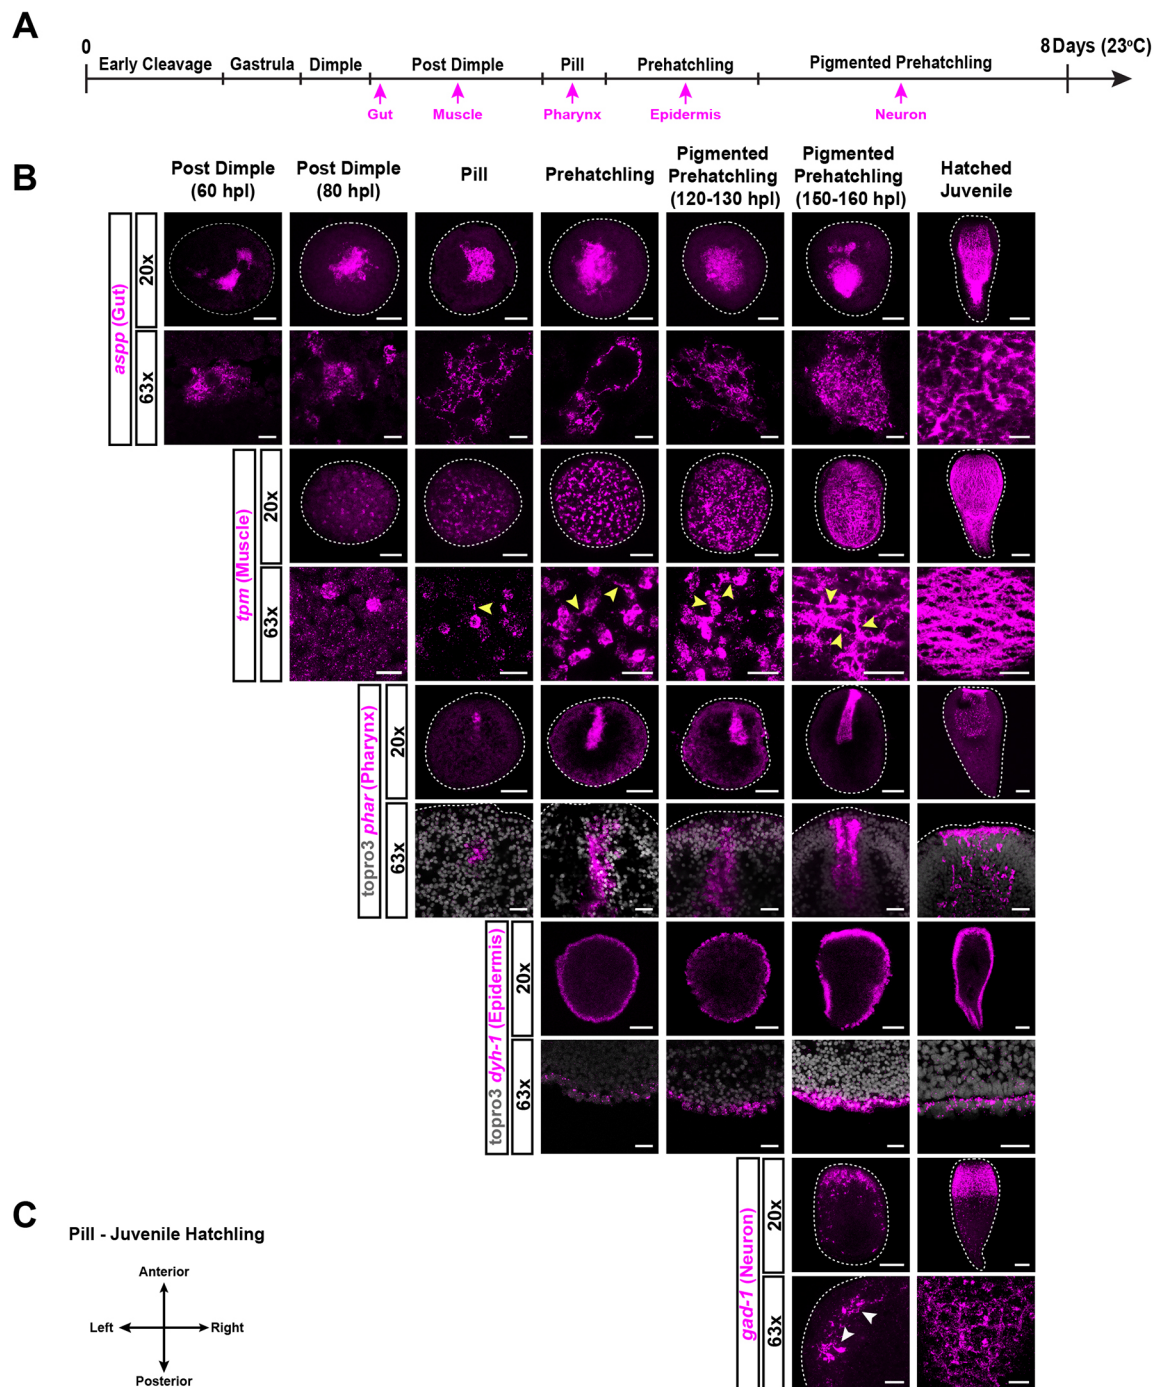 A
0
8 Days (23ºC)
Early Cleavage
Gastrula
Dimple
Post Dimple
Pill
Prehatchling
Pigmented Prehatchling
Gut
Muscle
Pharynx
Epidermis
Neuron
B
Post Dimple
(60 hpl)
Post Dimple
(80 hpl)
Pill
Prehatchling
Pigmented
Prehatchling
(120-130 hpl)
Pigmented
Prehatchling
(150-160 hpl)
Hatched
Juvenile
aspp (Gut)
20x
63x
tpm (Muscle)
20x
63x
topro3 phar (Pharynx)
20x
63x
topro3 dyh-1 (Epidermis)
20x
63x
gad-1 (Neuron)
20x
63x
C
Pill - Juvenile Hatchling
Anterior
Left
Right
Posterior